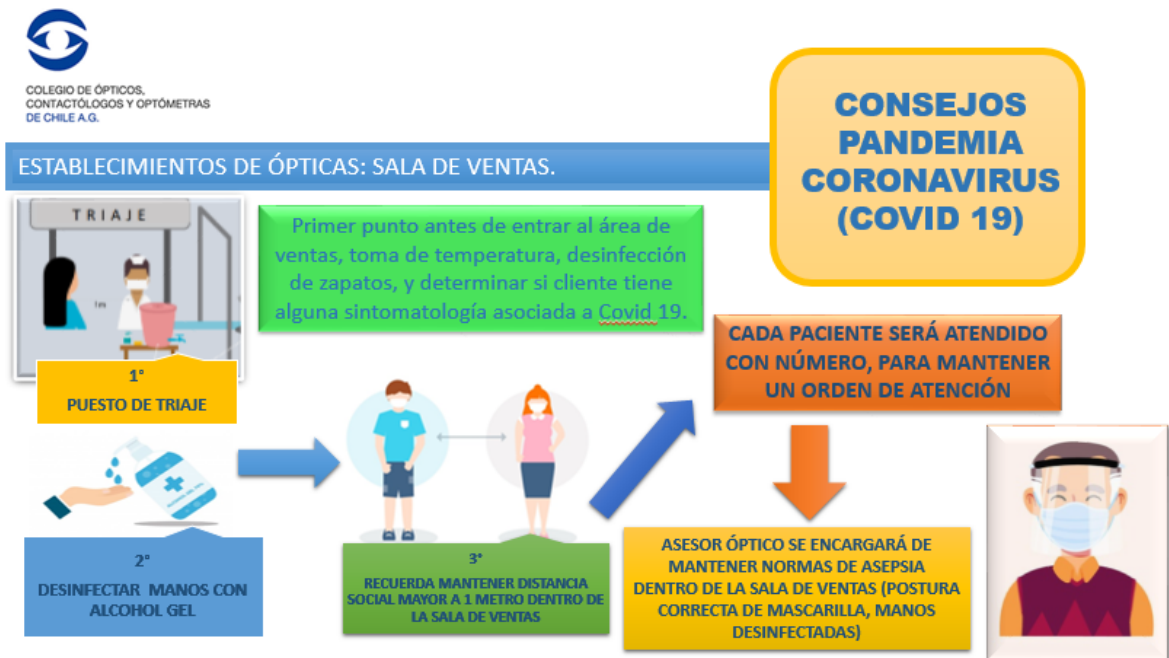 COLEGIO DE ÓPTICOS,
CONTACTÓLOGOS Y OPTÓMETRAS
DE CHILE A.G.
CONSEJOS
PANDEMIA
CORONAVIRUS
(COVID 19)
ESTABLECIMIENTOS DE ÓPTICAS: SALA DE VENTAS.
TRIAJE
1m
1°
PUESTO DE TRIAJE
Primer punto antes de entrar al área de
ventas, toma de temperatura, desinfección
de zapatos, y determinar si cliente tiene
alguna sintomatología asociada a Covid 19.
2°
DESINFECTAR MANOS CON
ALCOHOL GEL
3°
RECUERDA MANTENER DISTANCIA
SOCIAL MAYOR A 1 METRO DENTRO DE
LA SALA DE VENTAS
CADA PACIENTE SERÁ ATENDIDO
CON NÚMERO, PARA MANTENER
UN ORDEN DE ATENCIÓN
ASESOR ÓPTICO SE ENCARGARÁ DE
MANTENER NORMAS DE ASEPSIA
DENTRO DE LA SALA DE VENTAS (POSTURA
CORRECTA DE MASCARILLA, MANOS
DESINFECTADAS)